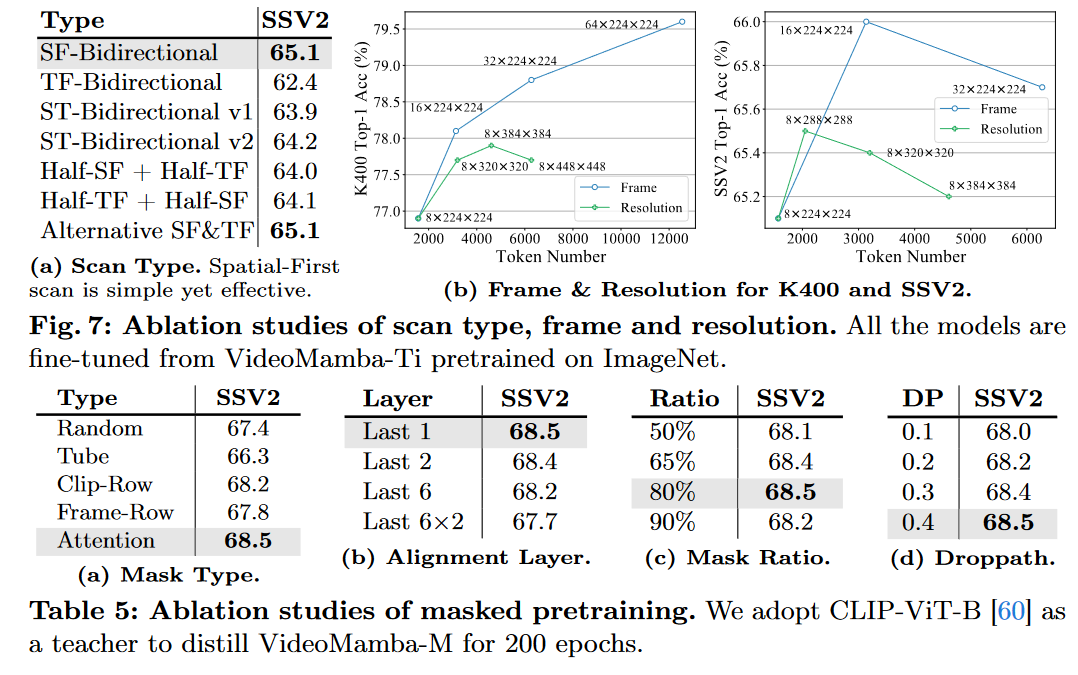 Type SSV2
SF-Bidirectional 65.1
TF-Bidirectional 62.4
ST-Bidirectional v1 63.9
ST-Bidirectional v2 64.2
Half-SF + Half-TF 64.0
Half-TF + Half-SF 64.1
Alternative SF&TF 65.1
(a) Scan Type. Spatial-First
scan is simple yet effective.
K400 Top-1 Acc (%)
79.5
79.0
78.5
78.0
77.5
77.0
64×224×224
32×224×224
16×224×224
8×384×384
8×320×320
8×448×448
8×224×224
Frame
Resolution
2000 4000 6000 8000 10000 12000
Token Number
SSV2 Top-1 Acc (%)
66.0
65.8
65.6
65.4
65.2
16×224×224
32×224×224
8×288×288
8×320×320
8×384×384
8×224×224
Frame
Resolution
2000 3000 4000 5000 6000
Token Number
(b) Frame & Resolution for K400 and SSV2.
Fig. 7: Ablation studies of scan type, frame and resolution. All the models are
fine-tuned from VideoMamba-Ti pretrained on ImageNet.
Type SSV2
Random 67.4
Tube 66.3
Clip-Row 68.2
Frame-Row 67.8
Attention 68.5
(a) Mask Type.
Layer SSV2
Last 1 68.5
Last 2 68.4
Last 6 68.2
Last 6×2 67.7
(b) Alignment Layer.
Ratio SSV2
50% 68.1
65% 68.4
80% 68.5
90% 68.2
(c) Mask Ratio.
DP SSV2
0.1 68.0
0.2 68.2
0.3 68.4
0.4 68.5
(d) Droppath.
Table 5: Ablation studies of masked pretraining. We adopt CLIP-ViT-B [60] as
a teacher to distill VideoMamba-M for 200 epochs.